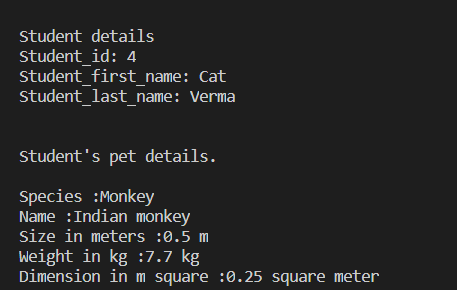 Student details
Student_id: 4
Student_first_name: Cat
Student_last_name: Verma
Student's pet details.
Species :Monkey
Name :Indian monkey
Size in meters :0.5 m
Weight in kg :7.7 kg
Dimension in m square :0.25 square meter